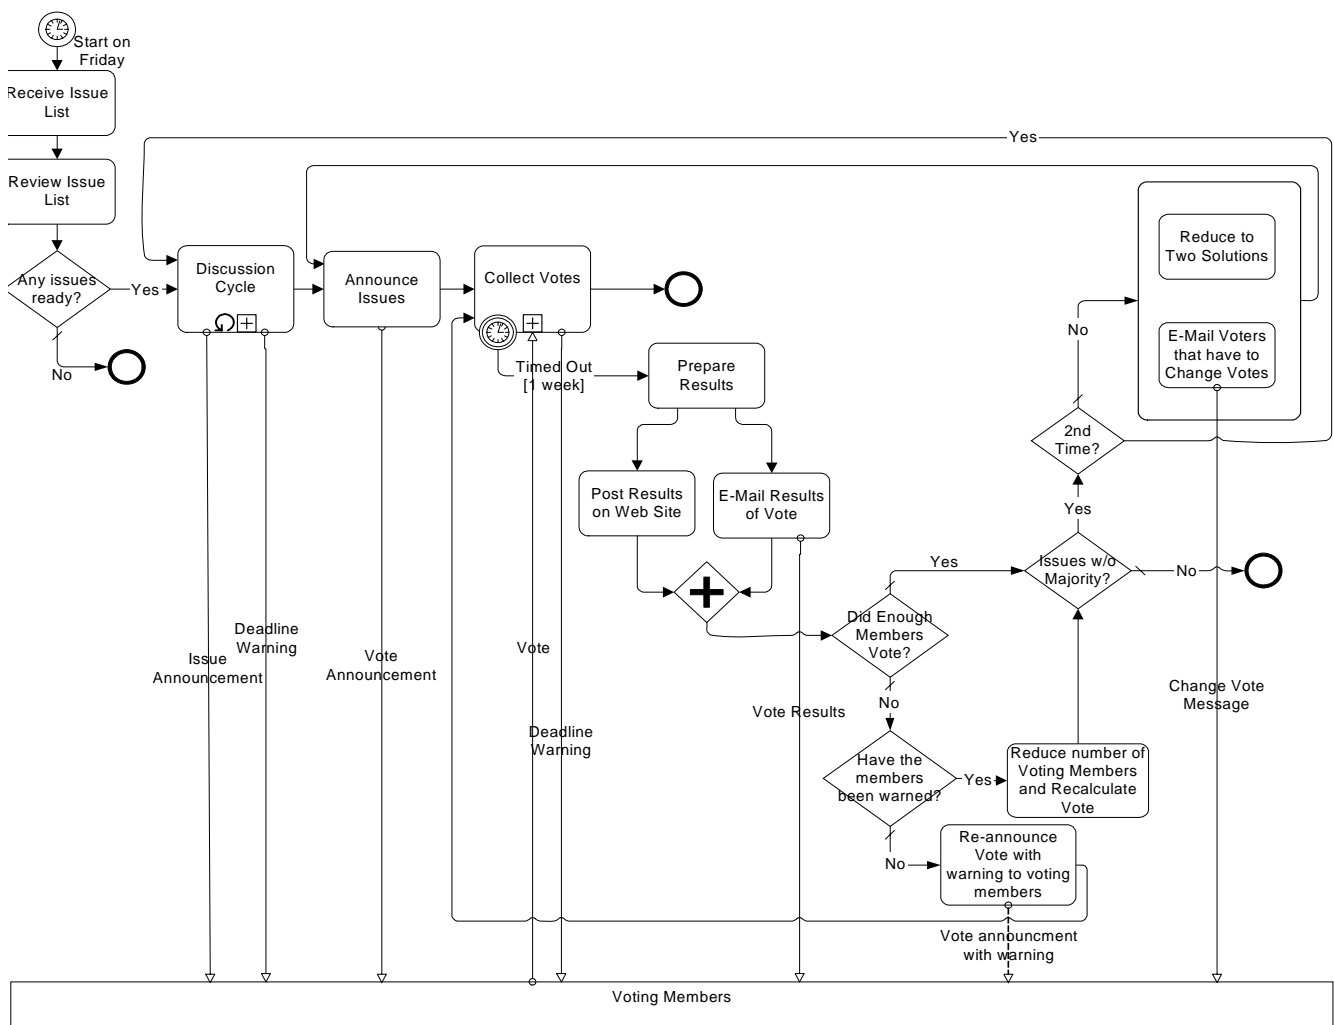 Start on
Friday
Receive Issue
List
Yes
Review Issue
List
Any issues
ready?
Yes
No
Discussion
Cycle
Announce
Issues
Collect Votes
Timed Out
[1 week]
Prepare
Results
Post Results
on Web Site
E-Mail Results
of Vote
Reduce to
Two Solutions
E-Mail Voters
that have to
Change Votes
No
2nd
Time?
Yes
Issues w/o
Majority?
No
Yes
Did Enough
Members
Vote?
No
Have the
members
been warned?
Yes
Reduce number of
Voting Members
and Recalculate
Vote
No
Re-announce
Vote with
warning to voting
members
Issue
Announcement
Deadline
Warning
Vote
Announcement
Vote
Deadline
Warning
Vote Results
Change Vote
Message
Vote announcment
with warning
Voting Members